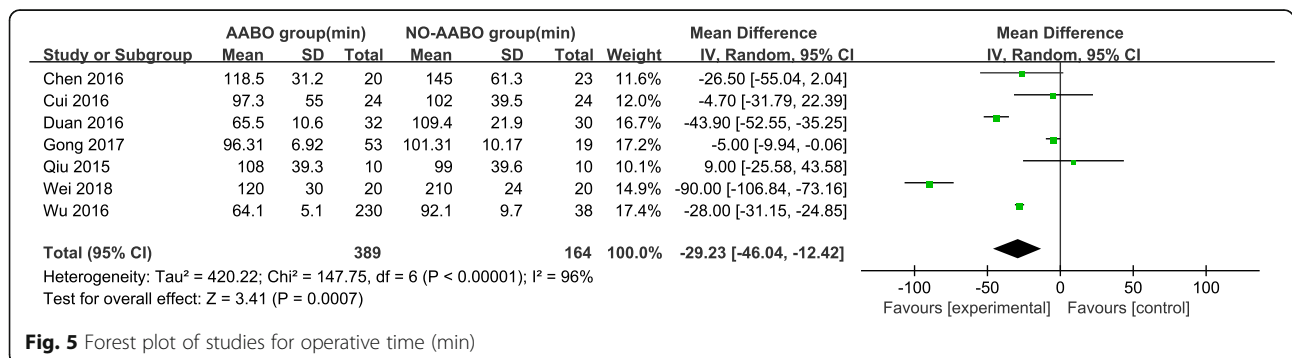 AABO group(min) NO-AABO group(min) Mean Difference Mean Difference
Study or Subgroup Mean SD Total Mean SD Total Weight IV, Random, 95% CI IV, Random, 95% CI
Chen 2016 118.5 31.2 20 145 61.3 23 11.6% -26.50 [-55.04, 2.04]
Cui 2016 97.3 55 24 102 39.5 24 12.0% -4.70 [-31.79, 22.39]
Duan 2016 65.5 10.6 32 109.4 21.9 30 16.7% -43.90 [-52.55, -35.25]
Gong 2017 96.31 6.92 53 101.31 10.17 19 17.2% -5.00 [-9.94, -0.06]
Qiu 2015 108 39.3 10 99 39.6 10 10.1% 9.00 [-25.58, 43.58]
Wei 2018 120 30 20 210 24 20 14.9% -90.00 [-106.84, -73.16]
Wu 2016 64.1 5.1 230 92.1 9.7 38 17.4% -28.00 [-31.15, -24.85]
Total (95% CI) 389 164 100.0% -29.23 [-46.04, -12.42]
Heterogeneity: Tau² = 420.22; Chi² = 147.75, df = 6 (P < 0.00001); I² = 96%
Test for overall effect: Z = 3.41 (P = 0.0007)
-100 -50 0 50 100
Favours [experimental] Favours [control]
Fig. 5 Forest plot of studies for operative time (min)